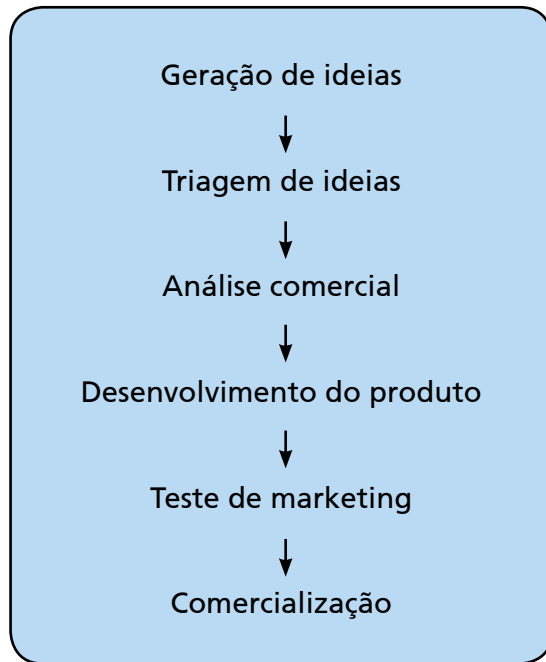 Geração de ideias
Triagem de ideias
Análise comercial
Desenvolvimento do produto
Teste de marketing
Comercialização